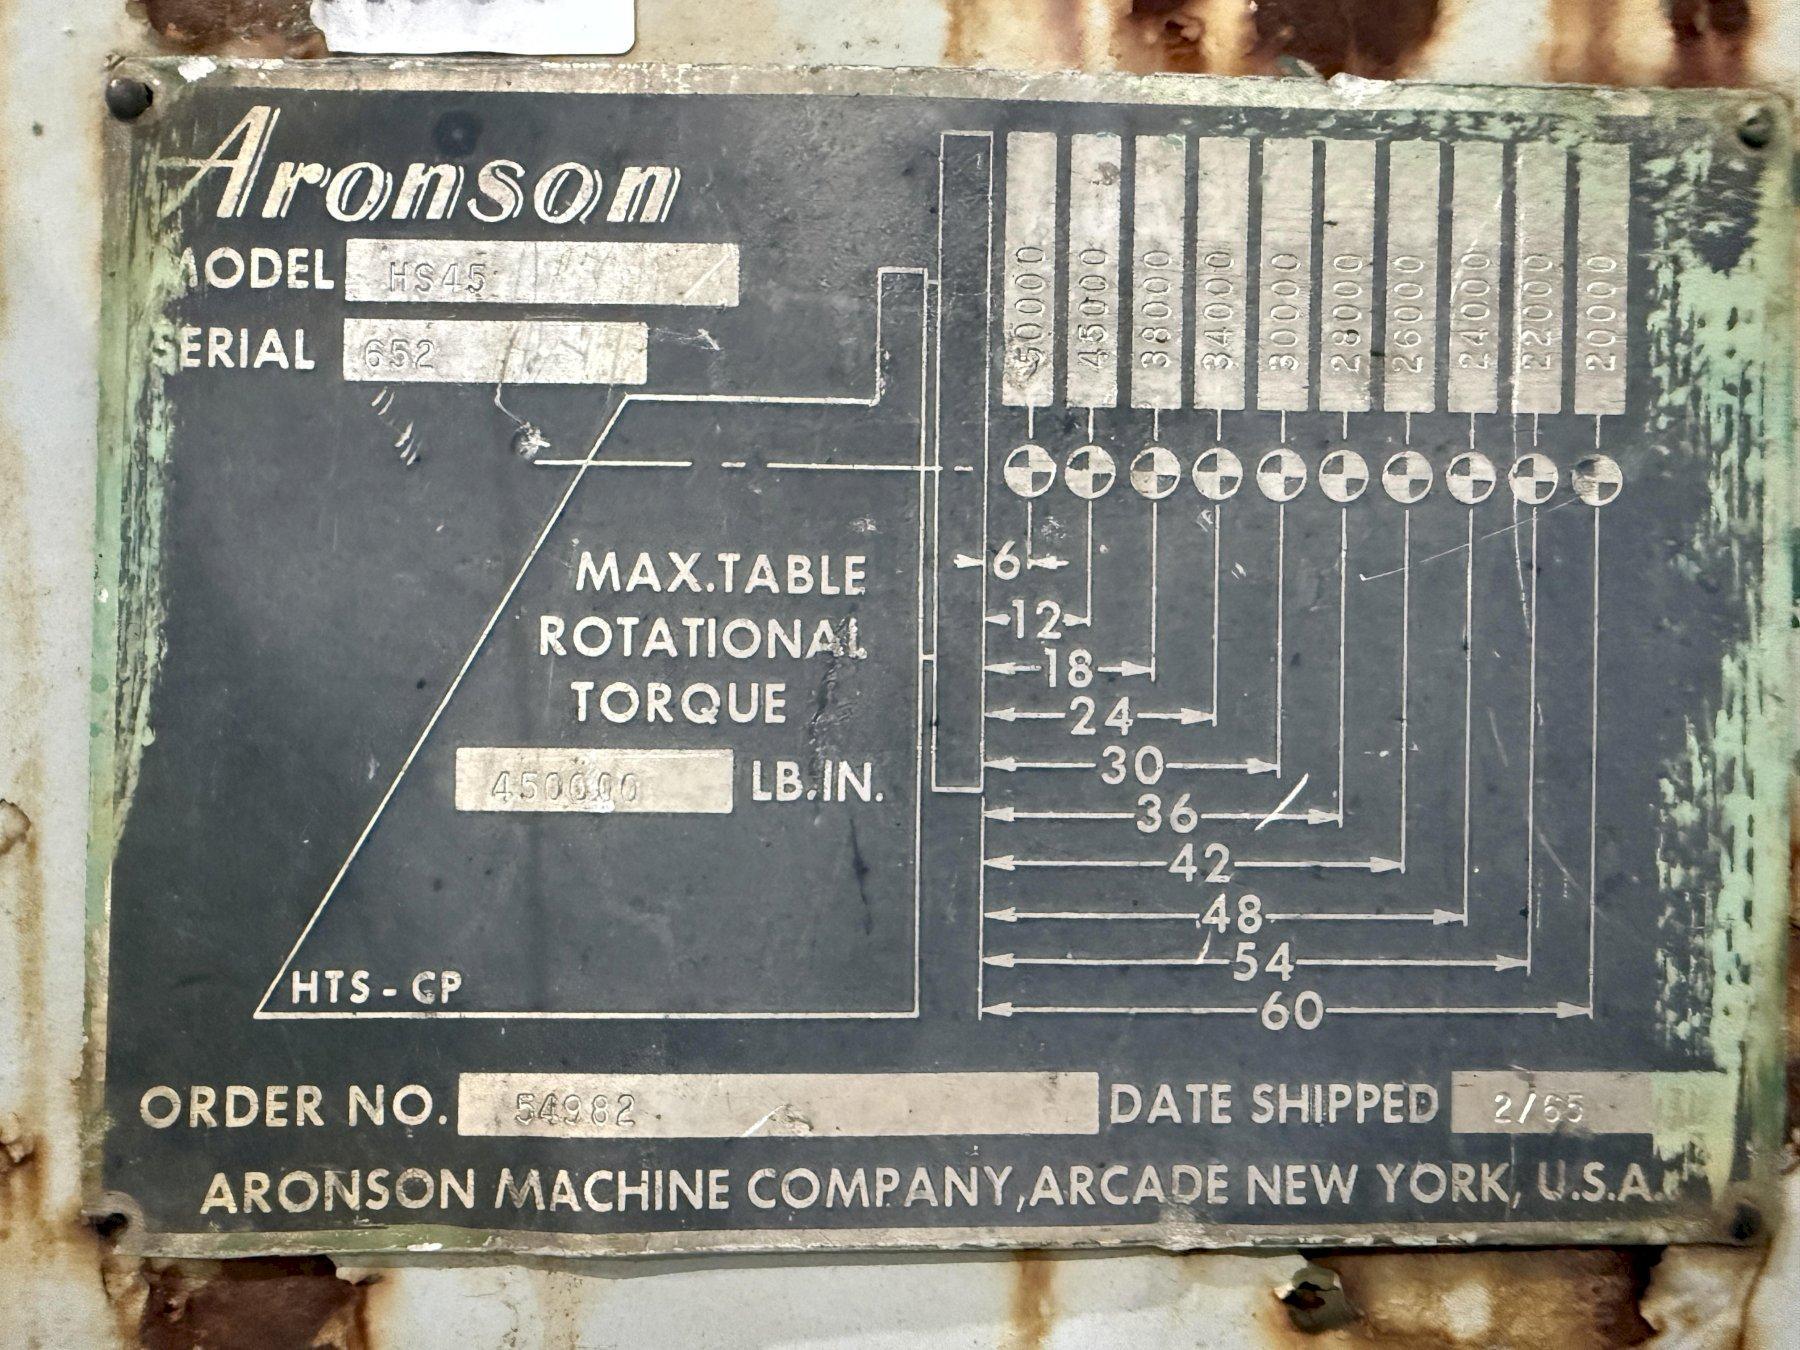 Aronson
MODEL HS45
SERIAL 652
50000
45000
38000
34000
30000
28000
26000
24000
22000
20000
MAX. TABLE
ROTATIONAL
TORQUE
450000 LB. IN.
6
12
18
24
30
36
42
48
54
60
HTS-CP
ORDER NO. 54982 DATE SHIPPED 2/65
ARONSON MACHINE COMPANY, ARCADE NEW YORK, U.S.A.